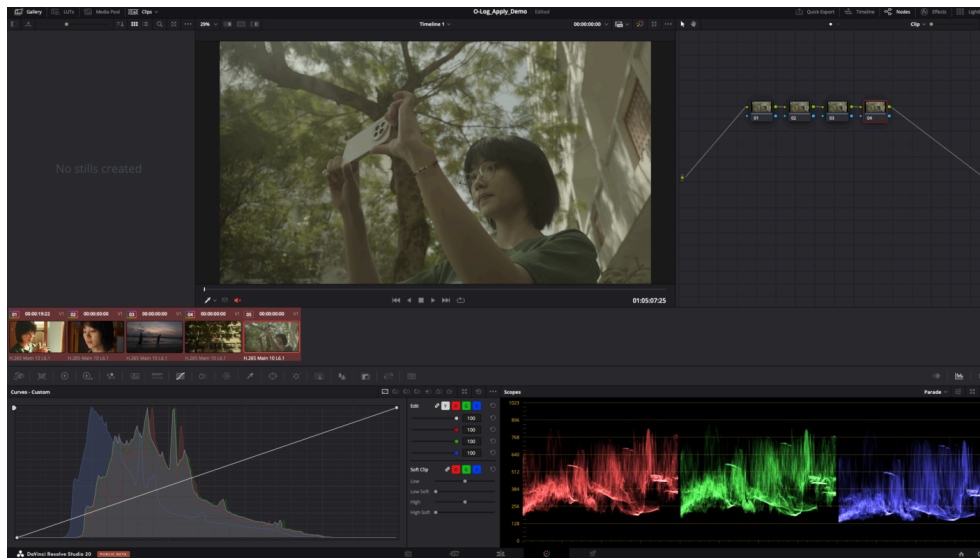 Gallery LUTs Media Pool Clips O-Log_Apply_Demo Edited Quick Export Timeline Nodes Effects
29% Timeline 1 00:00:00:00 Clip
01 02 03 04
No stills created
01:05:07:25
01 00:00:19:22 V1 02 00:00:00:00 V1 03 00:00:00:00 V1 04 00:00:00:00 V1 05 00:00:00:00 V1
H.265 Main 10 L6.1 H.265 Main 10 L6.1 H.265 Main 10 L6.1 H.265 Main 10 L6.1 H.265 Main 10 L6.1
Curves - Custom Scopes Parade
Edit Y R G B
100
100
100
100
Soft Clip R G B
Low
Low Soft
High
High Soft
1023
896
768
640
512
384
256
128
0
DaVinci Resolve Studio 20 PUBLIC BETA